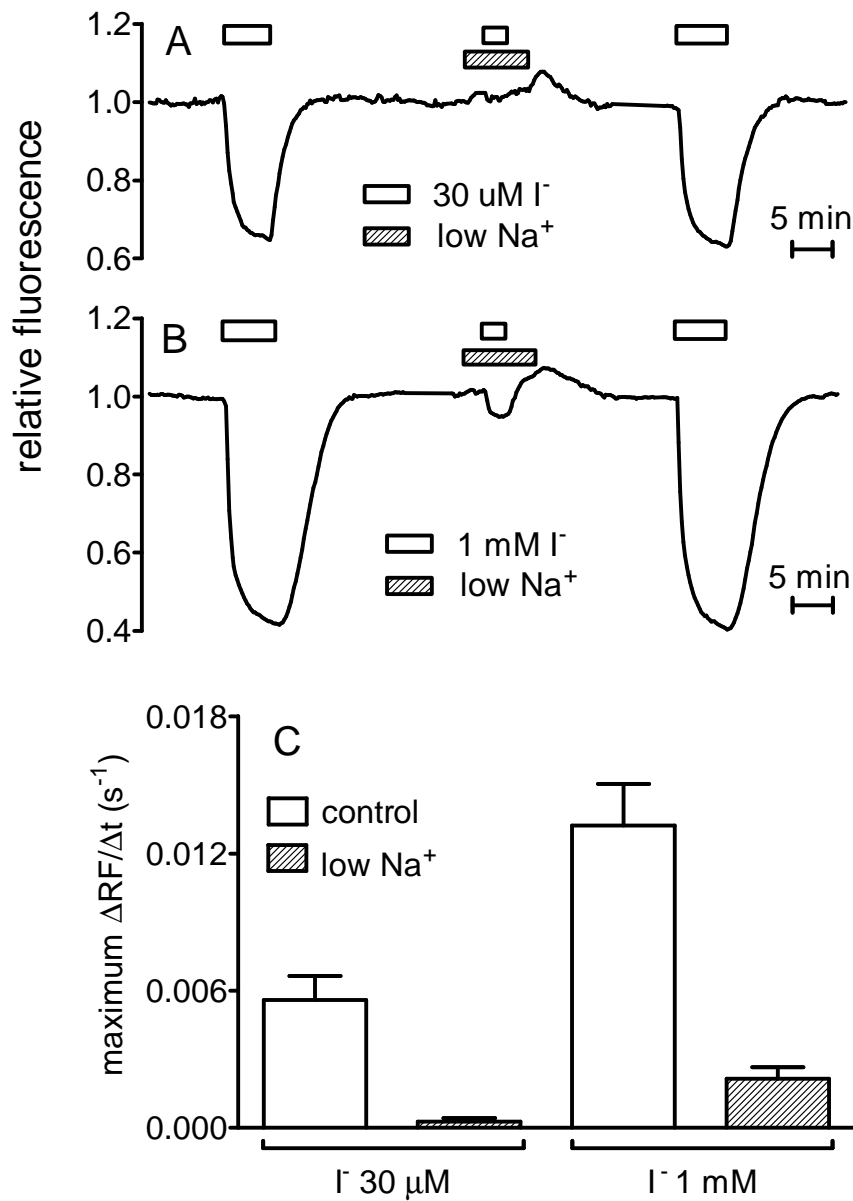 relative fluorescence
A
1.2
1.0
0.8
0.6
30 uM I⁻
low Na⁺
5 min
B
1.2
1.0
0.8
0.6
0.4
1 mM I⁻
low Na⁺
5 min
C
maximum ΔRF/Δt (s⁻¹)
0.018
0.012
0.006
0.000
control
low Na⁺
I⁻ 30 μM
I⁻ 1 mM